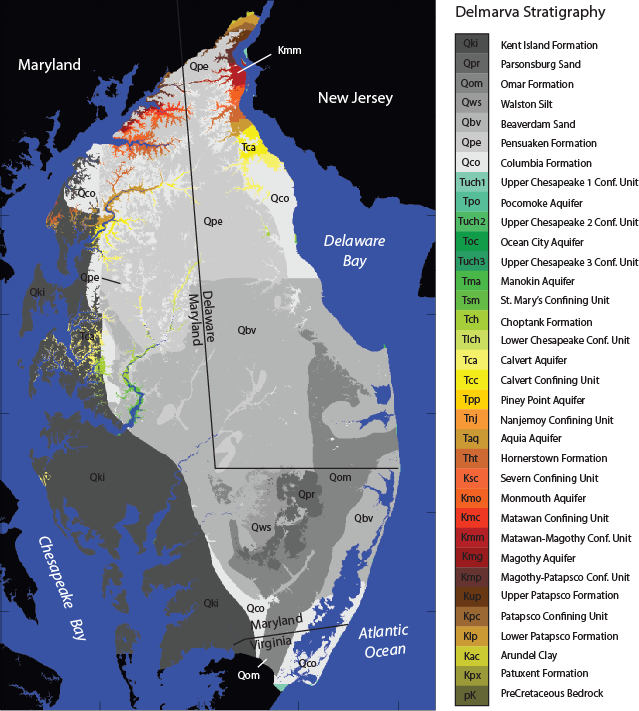 Delmarva Stratigraphy
Qki Kent Island Formation
Qpr Parsonsburg Sand
Qom Omar Formation
Qws Walston Silt
Qbv Beaverdam Sand
Qpe Pensuaken Formation
Qco Columbia Formation
Tuch1 Upper Chesapeake 1 Conf. Unit
Tpo Pocomoke Aquifer
Tuch2 Upper Chesapeake 2 Conf. Unit
Toc Ocean City Aquifer
Tuch3 Upper Chesapeake 3 Conf. Unit
Tma Manokin Aquifer
Tsm St. Mary's Confining Unit
Tch Choptank Formation
Tlch Lower Chesapeake Conf. Unit
Tca Calvert Aquifer
Tcc Calvert Confining Unit
Tpp Piney Point Aquifer
Tnj Nanjemoy Confining Unit
Taq Aquia Aquifer
Tht Hornerstown Formation
Ksc Severn Confining Unit
Kmo Monmouth Aquifer
Kmc Matawan Confining Unit
Kmm Matawan-Magothy Conf. Unit
Kmg Magothy Aquifer
Kmp Magothy-Patapsco Conf. Unit
Kup Upper Patapsco Formation
Kpc Patapsco Confining Unit
Klp Lower Patapsco Formation
Kac Arundel Clay
Kpx Patuxent Formation
pK PreCretaceous Bedrock
Kmm
Maryland
Qpe
New Jersey
Tca
Qco
Qco
Qpe
Delaware
Bay
Qpe
Qki
Delaware
Maryland
Qbv
Qki
Qom
Qpr
Qbv
Qws
Chesapeake Bay
Qki
Qco
Maryland
Virginia
Atlantic
Ocean
Qco
Qom